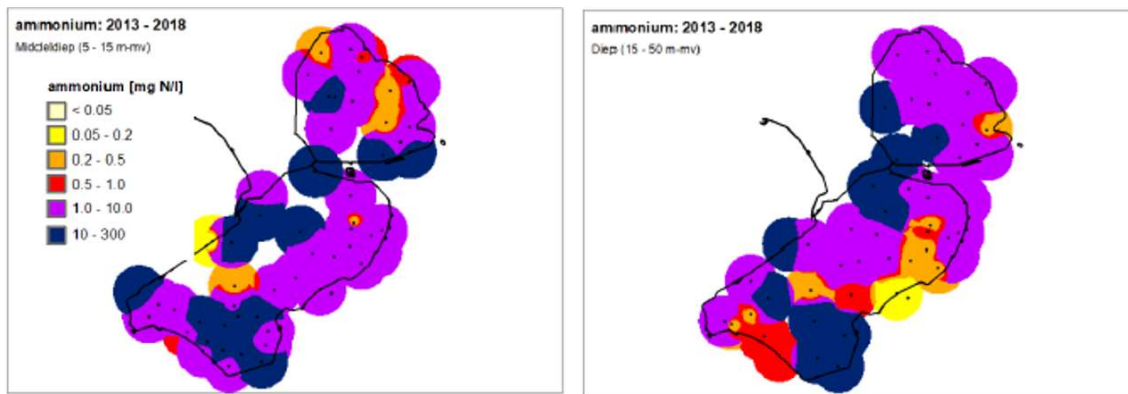 ammonium: 2013 - 2018
Middeldiep (5 - 15 m-mv)
ammonium [mg N/l]
< 0.05
0.05 - 0.2
0.2 - 0.5
0.5 - 1.0
1.0 - 10.0
10 - 300
ammonium: 2013 - 2018
Diep (15 - 50 m-mv)